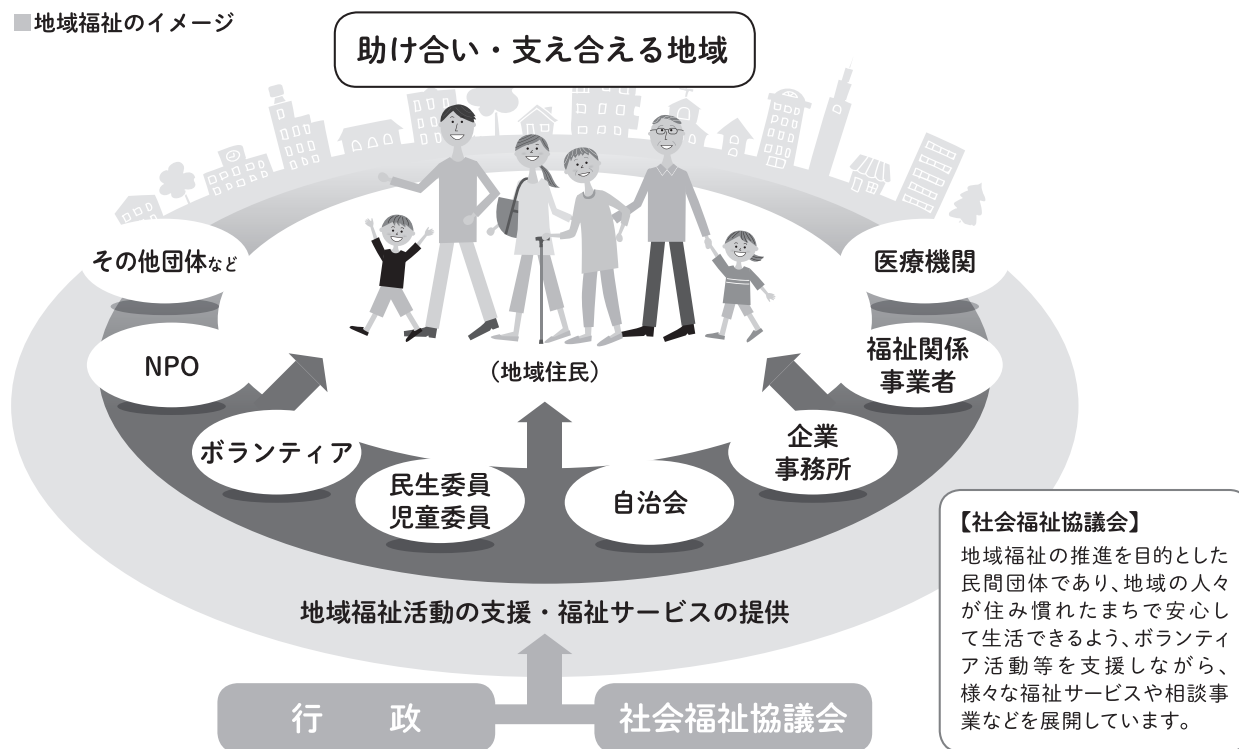 ■地域福祉のイメージ
助け合い・支え合える地域
その他団体など
医療機関
NPO
福祉関係
事業者
（地域住民）
ボランティア
企業
事務所
民生委員
児童委員
自治会
地域福祉活動の支援・福祉サービスの提供
行　政
社会福祉協議会
【社会福祉協議会】
地域福祉の推進を目的とした
民間団体であり、地域の人々
が住み慣れたまちで安心し
て生活できるよう、ボランティ
ア活動等を支援しながら、
様々な福祉サービスや相談事
業などを展開しています。